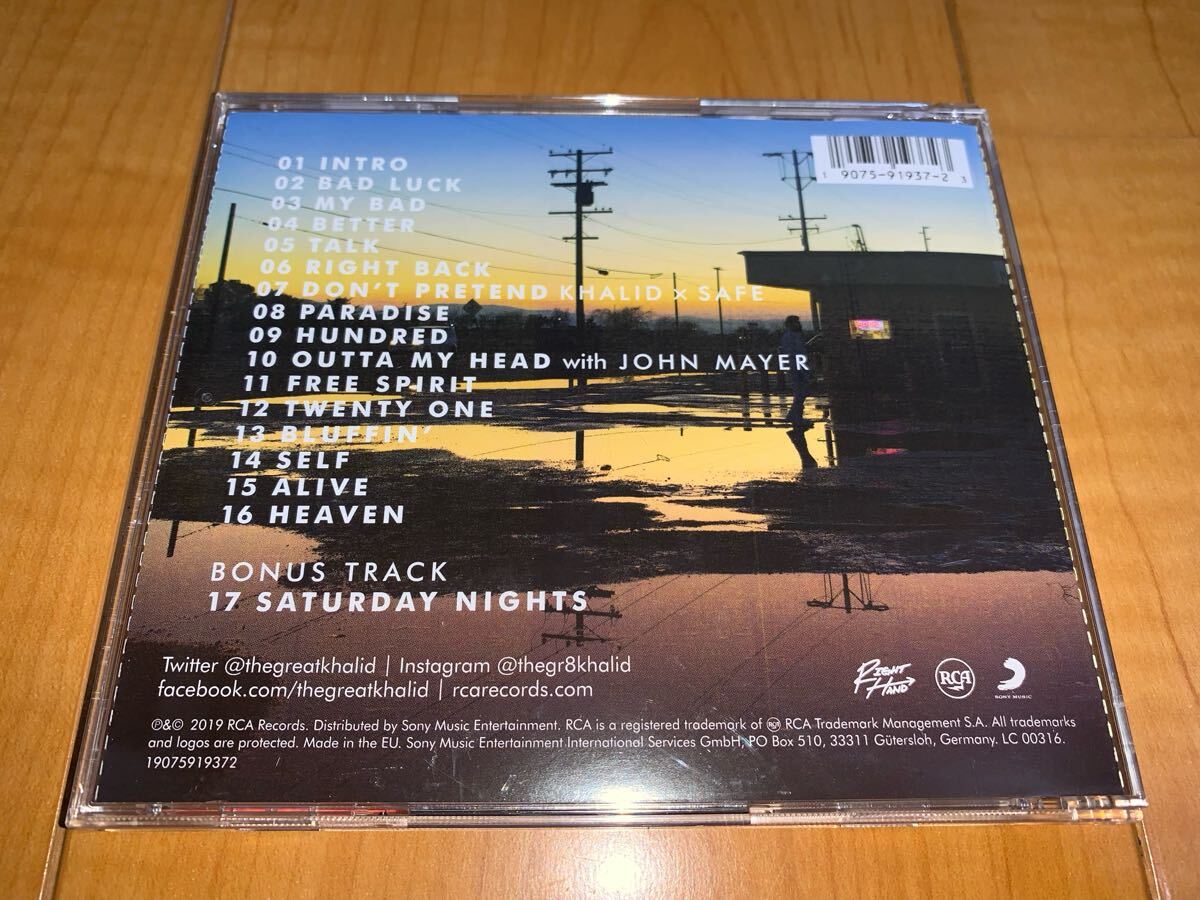 1 9075-91937-2 3
01 INTRO
02 BAD LUCK
03 MY BAD
04 BETTER
05 TALK
06 RIGHT BACK
07 DON'T PRETEND KHALID × SAFE
08 PARADISE
09 HUNDRED
10 OUTTA MY HEAD with JOHN MAYER
11 FREE SPIRIT
12 TWENTY ONE
13 BLUFFIN'
14 SELF
15 ALIVE
16 HEAVEN
BONUS TRACK
17 SATURDAY NIGHTS
Twitter @thegreatkhalid | Instagram @thegr8khalid
facebook.com/thegreatkhalid | rcarecords.com
RIGHT
HAND
RCA
SONY MUSIC
℗&© 2019 RCA Records. Distributed by Sony Music Entertainment. RCA is a registered trademark of RCA RCA Trademark Management S.A. All trademarks
and logos are protected. Made in the EU. Sony Music Entertainment International Services GmbH, PO Box 510, 33311 Gütersloh, Germany. LC 00316.
19075919372